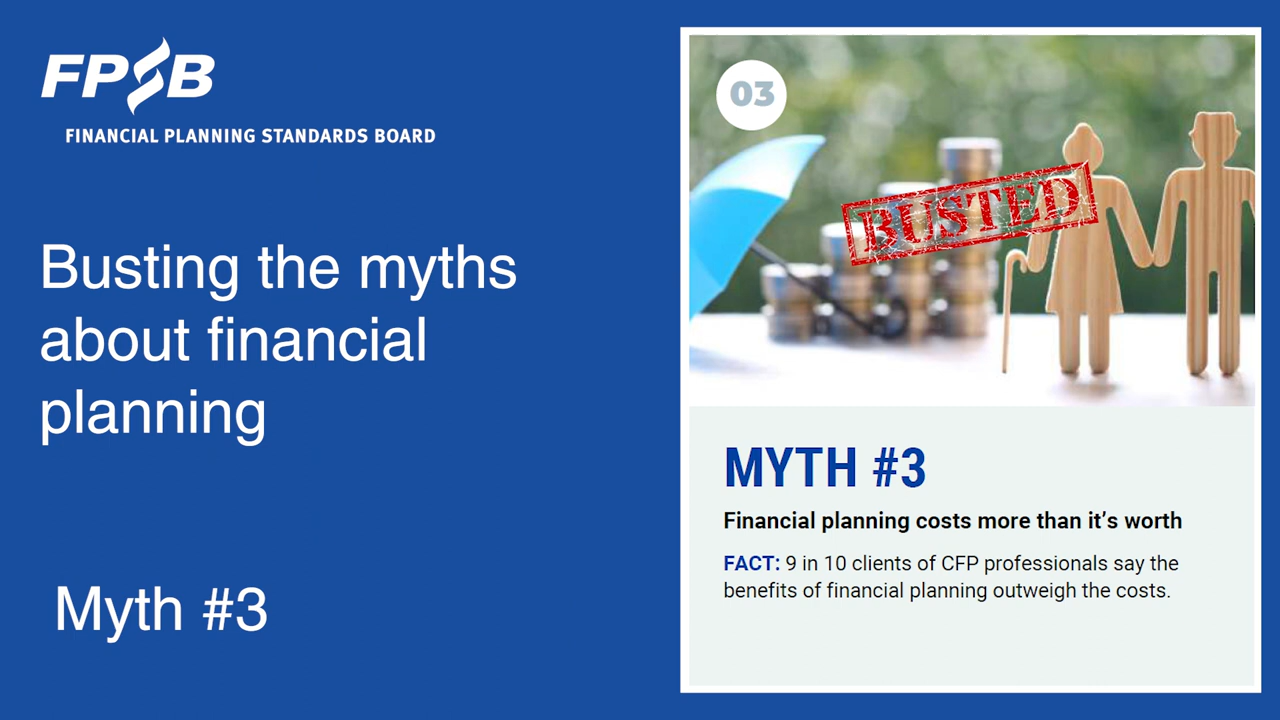 FPSB
FINANCIAL PLANNING STANDARDS BOARD
Busting the myths
about financial
planning
Myth #3
03
BUSTED
MYTH #3
Financial planning costs more than it’s worth
FACT: 9 in 10 clients of CFP professionals say the
benefits of financial planning outweigh the costs.